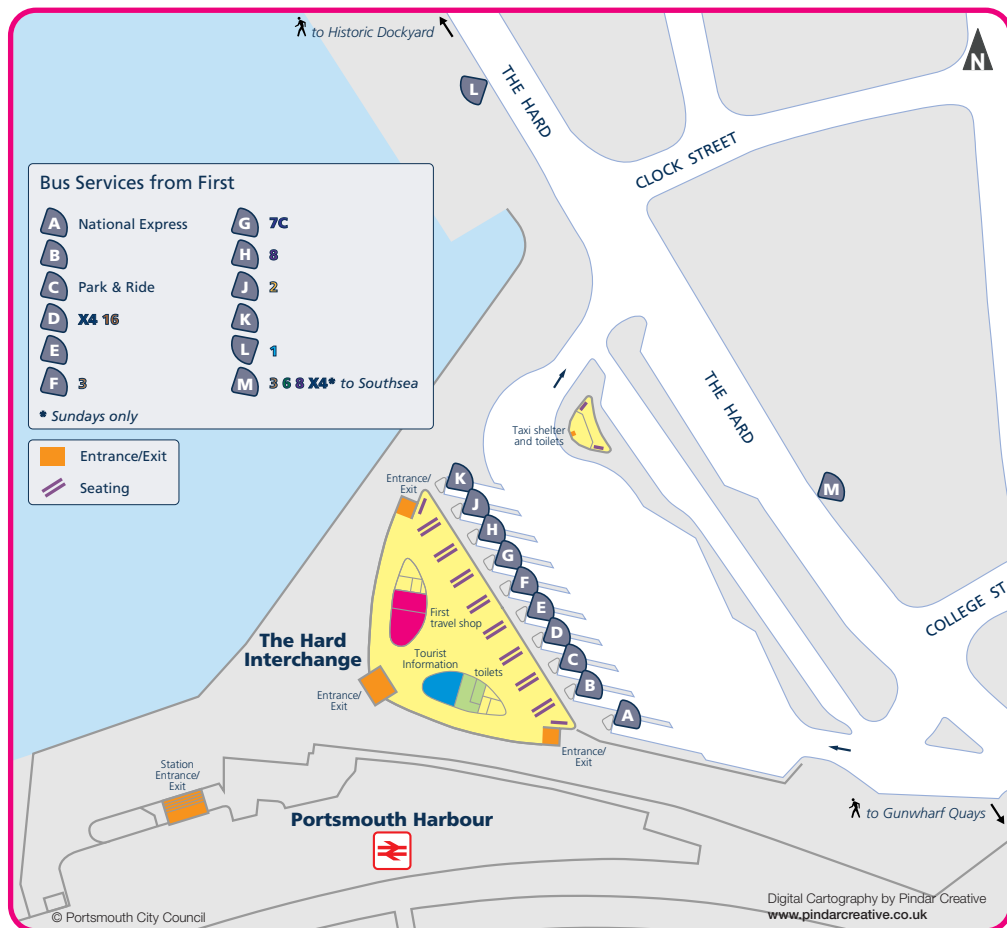 to Historic Dockyard
N
L
THE HARD
CLOCK STREET
Bus Services from First
A National Express
B
C Park & Ride
D X4 16
E
F 3
G 7C
H 8
J 2
K
L 1
M 3 6 8 X4* to Southsea
* Sundays only
Entrance/Exit
Seating
THE HARD
Taxi shelter
and toilets
M
Entrance/
Exit
K
J
H
G
F
E
D
C
B
A
First
travel shop
The Hard
Interchange
Tourist
Information
toilets
Entrance/
Exit
Entrance/
Exit
COLLEGE ST
Station
Entrance/
Exit
Portsmouth Harbour
to Gunwharf Quays
© Portsmouth City Council
Digital Cartography by Pindar Creative
www.pindarcreative.co.uk